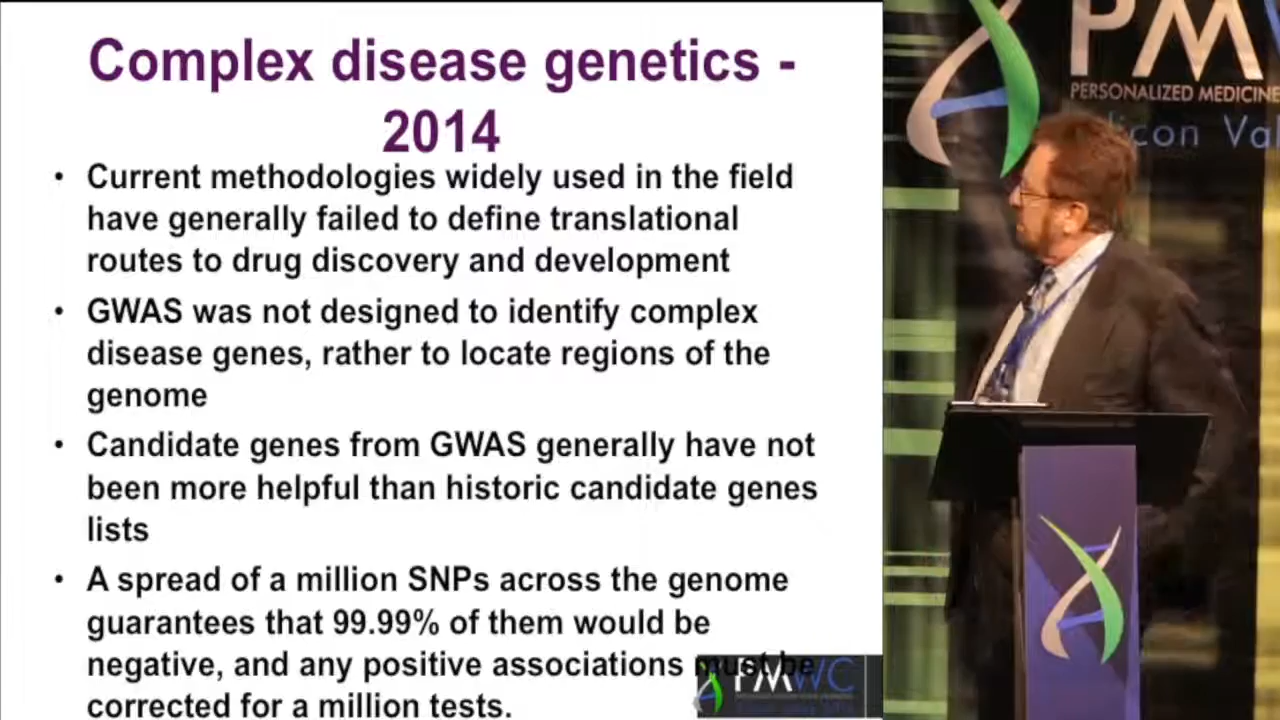 Complex disease genetics -
2014
• Current methodologies widely used in the field
have generally failed to define translational
routes to drug discovery and development
• GWAS was not designed to identify complex
disease genes, rather to locate regions of the
genome
• Candidate genes from GWAS generally have not
been more helpful than historic candidate genes
lists
• A spread of a million SNPs across the genome
guarantees that 99.99% of them would be
negative, and any positive associations must be
corrected for a million tests.
PMWC
PMW
PERSONALIZED MEDICINE
licon Val